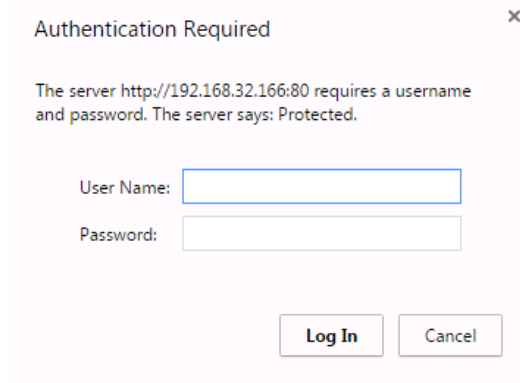 Authentication Required
The server http://192.168.32.166:80 requires a username
and password. The server says: Protected.
User Name:
Password:
Log In Cancel